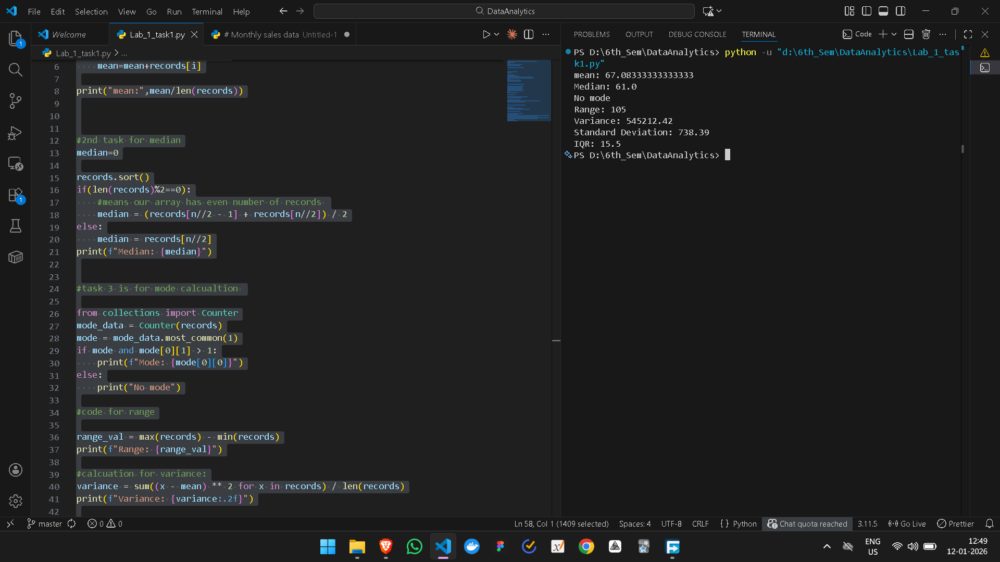 File Edit Selection View Go Run Terminal Help
DataAnalytics
Welcome
Lab_1_task1.py
# Monthly sales data Untitled-1
Lab_1_task1.py > ...
6 mean=mean+records[i]
7
8 print("mean:",mean/len(records))
9
10
11
12 #2nd task for median
13 median=0
14
15 records.sort()
16 if(len(records)%2==0):
17 #means our array has even number of records
18 median = (records[n//2 - 1] + records[n//2]) / 2
19 else:
20 median = records[n//2]
21 print(f"Median: {median}")
22
23
24 #task 3 is for mode calcualtion
25
26 from collections import Counter
27 mode_data = Counter(records)
28 mode = mode_data.most_common(1)
29 if mode and mode[0][1] > 1:
30 print(f"Mode: {mode[0][0]}")
31 else:
32 print("No mode")
33
34 #code for range
35
36 range_val = max(records) - min(records)
37 print(f"Range: {range_val}")
38
39 #calcuation for variance:
40 variance = sum((x - mean) ** 2 for x in records) / len(records)
41 print(f"Variance: {variance:.2f}")
42
PROBLEMS OUTPUT DEBUG CONSOLE TERMINAL
Code
PS D:\6th_Sem\DataAnalytics> python -u "d:\6th_Sem\DataAnalytics\Lab_1_tas
k1.py"
mean: 67.08333333333333
Median: 61.0
No mode
Range: 105
Variance: 545212.42
Standard Deviation: 738.39
IQR: 15.5
PS D:\6th_Sem\DataAnalytics>
1
1
master
0 0
Ln 58, Col 1 (1409 selected)
Spaces: 4
UTF-8
CRLF
{ } Python
Chat quota reached
3.11.5
Go Live
Prettier
ENG
US
12:49
12-01-2026